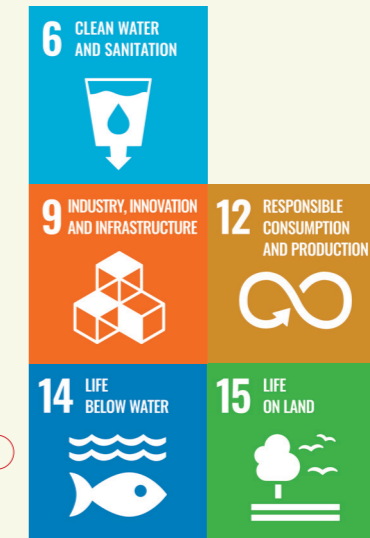 6 CLEAN WATER
AND SANITATION
9 INDUSTRY, INNOVATION
AND INFRASTRUCTURE
12 RESPONSIBLE
CONSUMPTION
AND PRODUCTION
14 LIFE
BELOW WATER
15 LIFE
ON LAND